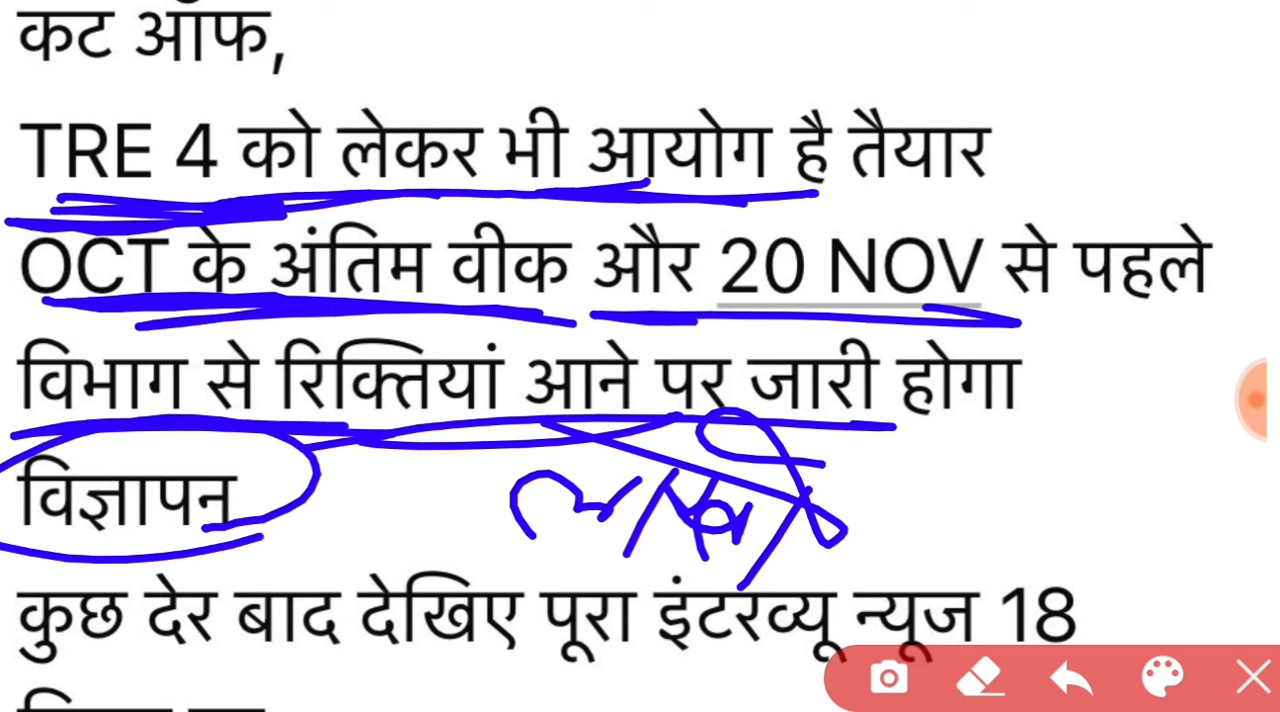 कट ऑफ,
TRE 4 को लेकर भी आयोग है तैयार
OCT के अंतिम वीक और 20 NOV से पहले
विभाग से रिक्तियां आने पर जारी होगा
विज्ञापन
कुछ देर बाद देखिए पूरा इंटरव्यू न्यूज 18